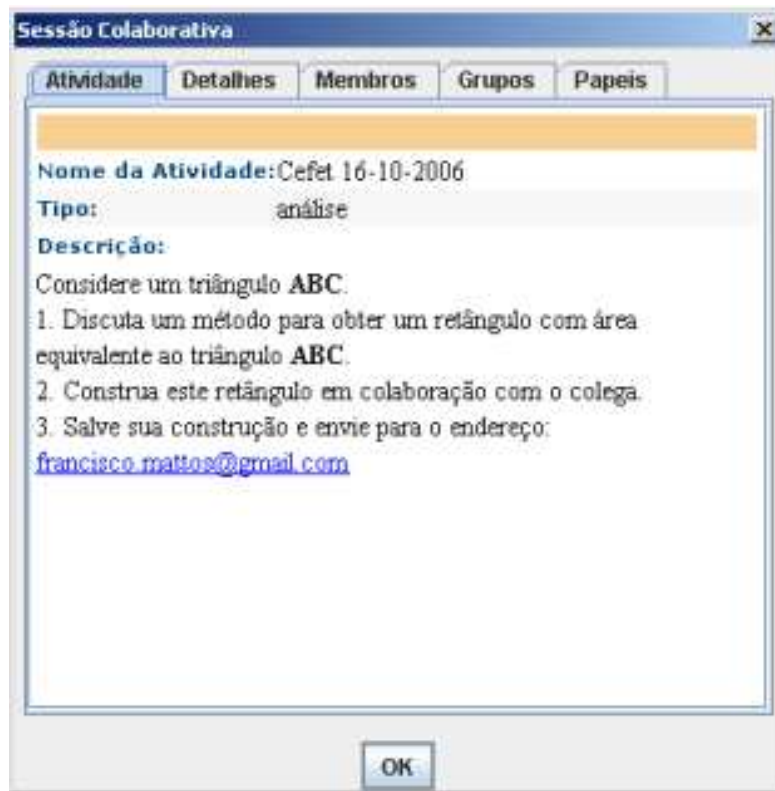 Sessão Colaborativa
Atividade Detalhes Membros Grupos Papeis
Nome da Atividade:Cefet 16-10-2006
Tipo: análise
Descrição:
Considere um triângulo ABC.
1. Discuta um método para obter um retângulo com área
equivalente ao triângulo ABC.
2. Construa este retângulo em colaboração com o colega.
3. Salve sua construção e envie para o endereço:
francisco.mattos@gmail.com
OK